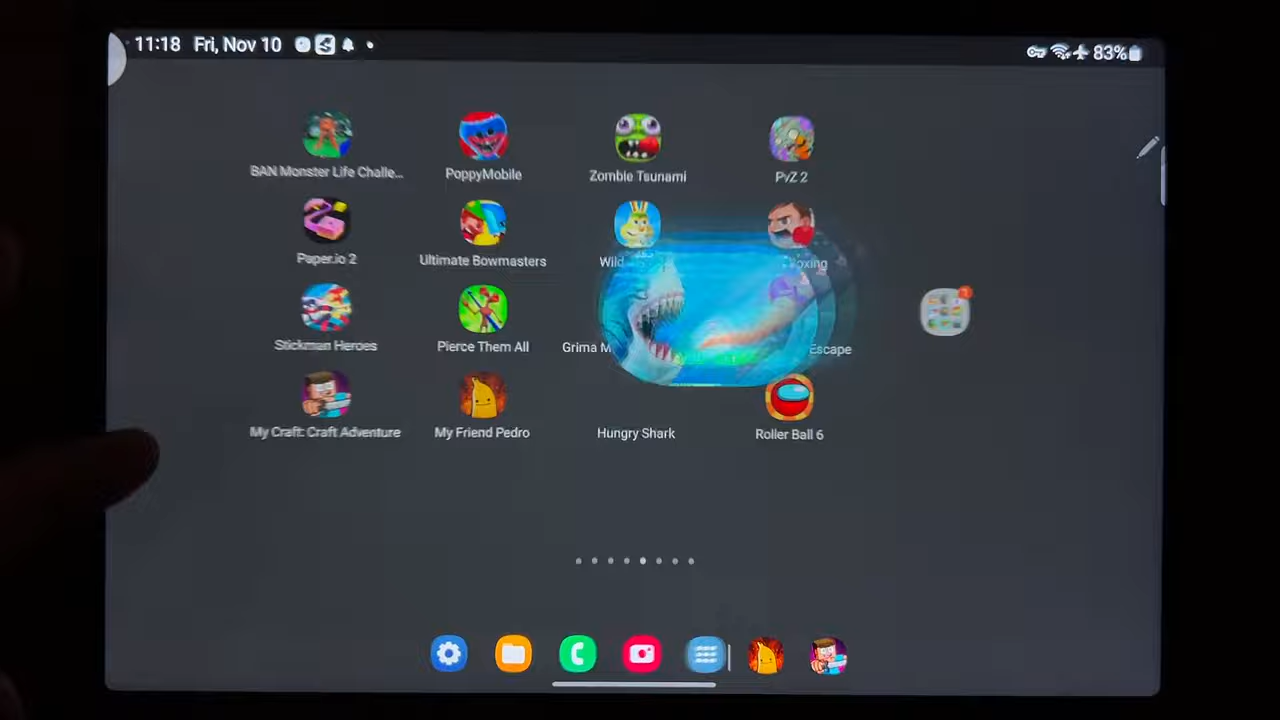 11:18 Fri, Nov 10
83%
BAN Monster Life Challe...
PoppyMobile
Zombie Tsunami
PvZ 2
Paper.io 2
Ultimate Bowmasters
Wild
Stickman Heroes
Pierce Them All
Grima M
Escape
My Craft: Craft Adventure
My Friend Pedro
Hungry Shark
Roller Ball 6